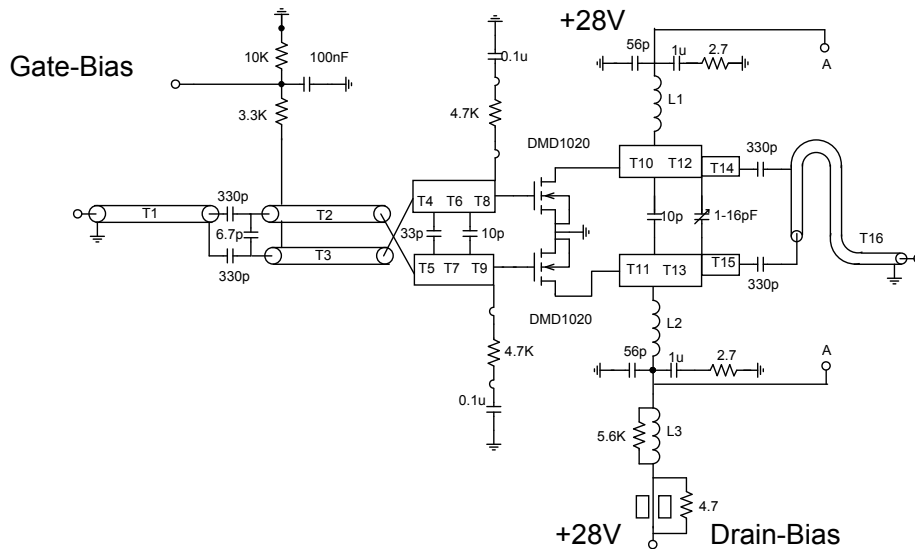 +28V
56p 1u 2.7
A
10K 100nF
0.1u
Gate-Bias
L1
3.3K
4.7K
DMD1020
330p
T10 T12
T14
T4 T6 T8
330p
T1
T2
6.7p
33p 10p
10p 1-16pF
T16
T3
330p
T5 T7 T9
T11 T13
T15
330p
DMD1020
L2
4.7K
56p 1u 2.7
A
0.1u
5.6K
L3
4.7
+28V Drain-Bias